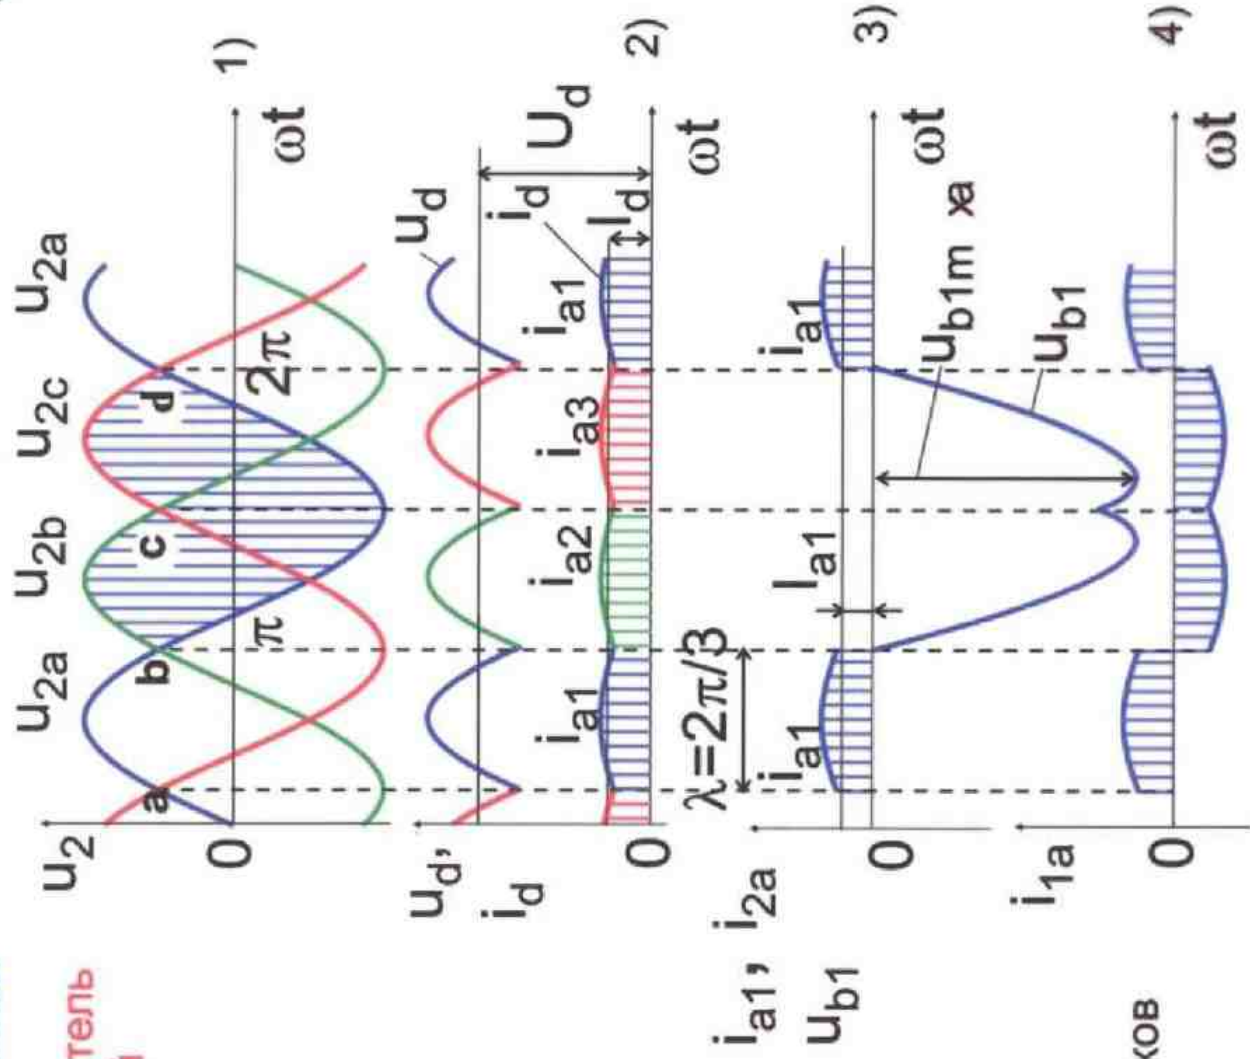 тель
u2
u2a
u2b
u2c
u2a
a
b
c
d
0
π
2π
ωt
1)
ud,
id
ud
Ud
id
Id
ia1
ia2
ia3
ia1
0
ωt
2)
λ=2π/3
ia1, i2a
ub1
ia1
Ia1
ia1
0
ωt
3)
ub1m xa
ub1
ков
i1a
0
ωt
4)